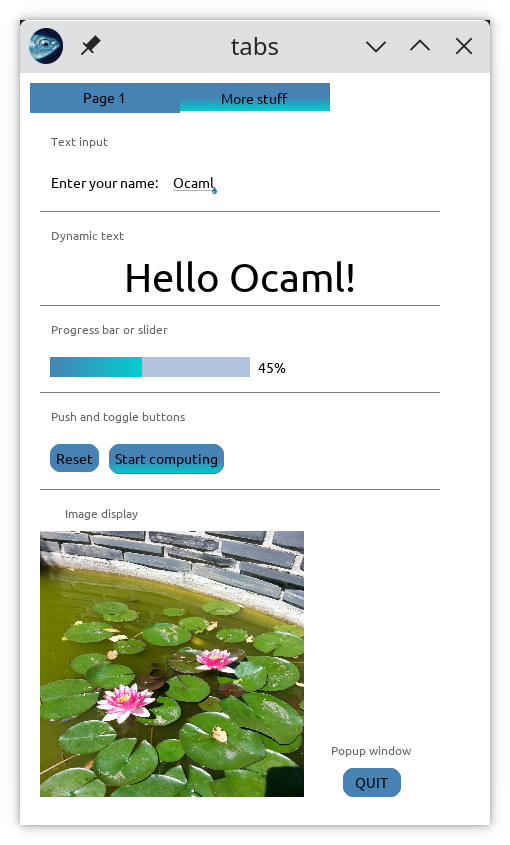 tabs
Page 1 More stuff
Text input
Enter your name: Ocaml
Dynamic text
Hello Ocaml!
Progress bar or slider
45%
Push and toggle buttons
Reset Start computing
Image display
Popup window
QUIT